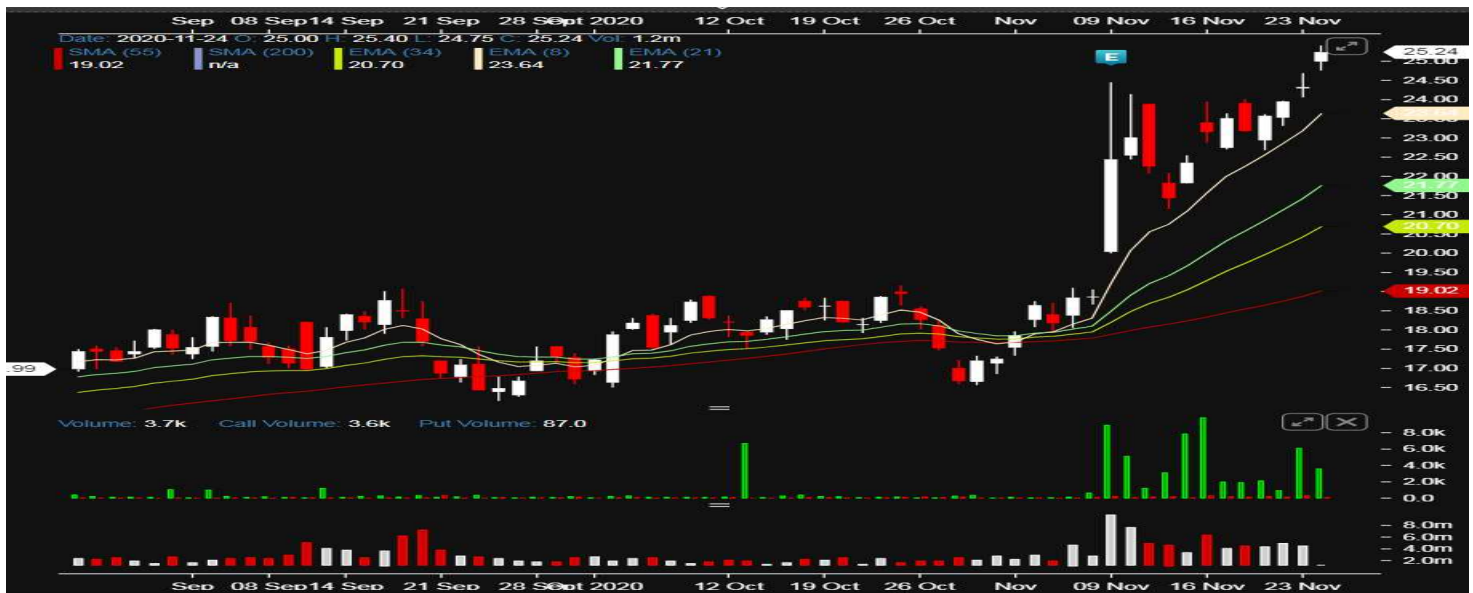 Sep 08 Sep 14 Sep 21 Sep 28 Sep 2020 12 Oct 19 Oct 26 Oct Nov 09 Nov 16 Nov 23 Nov
Date: 2020-11-24 O: 25.00 H: 25.40 L: 24.75 C: 25.24 Vol: 1.2m
SMA (55) SMA (200) EMA (34) EMA (8) EMA (21)
19.02 n/a 20.70 23.64 21.77
E
25.24
25.00
24.50
24.00
23.00
22.50
22.00
21.77
21.50
21.00
20.70
20.50
20.00
19.50
19.02
18.50
18.00
17.50
17.00
16.50
.99
Volume: 3.7k Call Volume: 3.6k Put Volume: 87.0
8.0k
6.0k
4.0k
2.0k
0.0
8.0m
6.0m
4.0m
2.0m
Sep 08 Sep 14 Sep 21 Sep 28 Sep 2020 12 Oct 19 Oct 26 Oct Nov 09 Nov 16 Nov 23 Nov